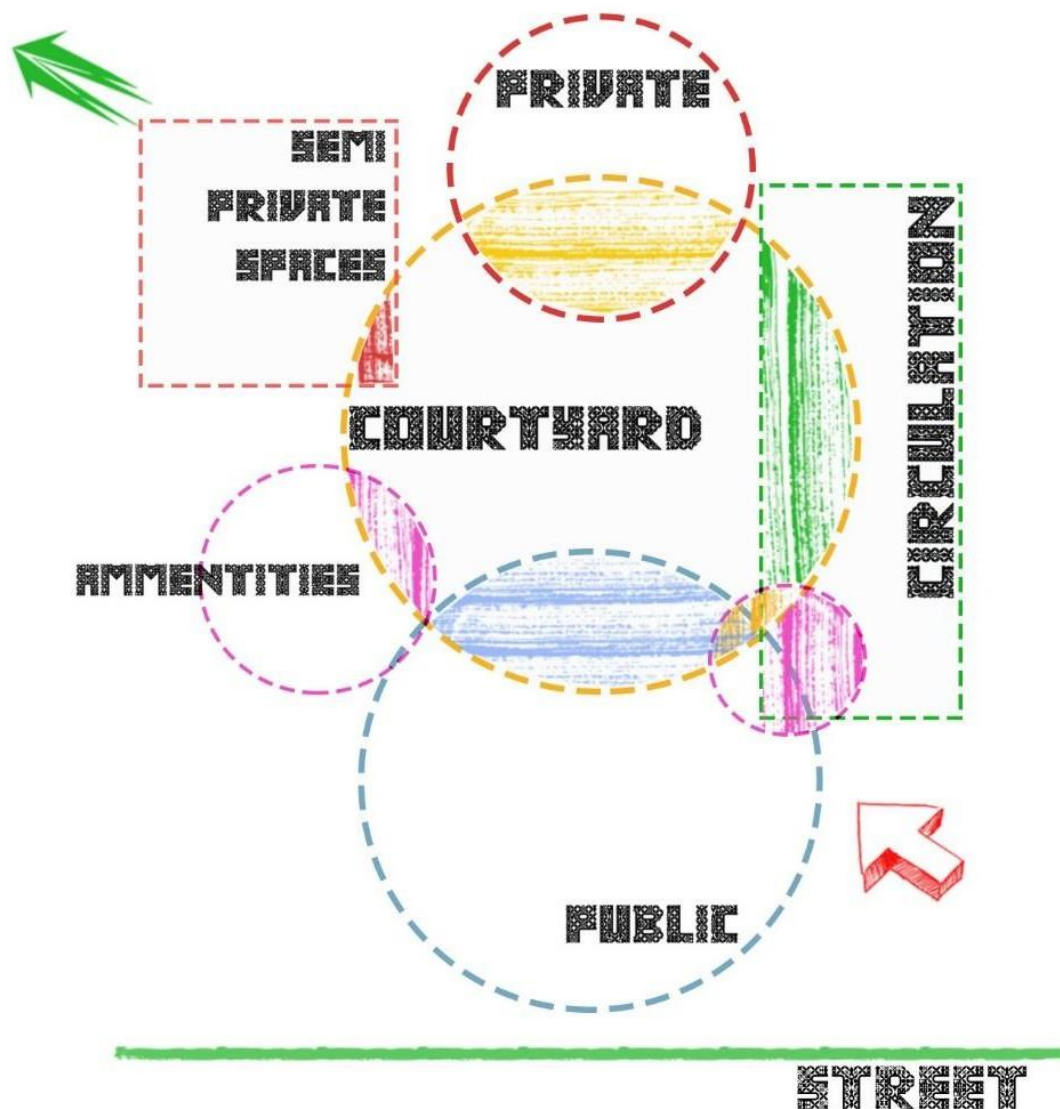 PRIVATE
SEMI
PRIVATE
SPACES
CIRCULATION
COURTYARD
AMMENTITIES
PUBLIC
STREET